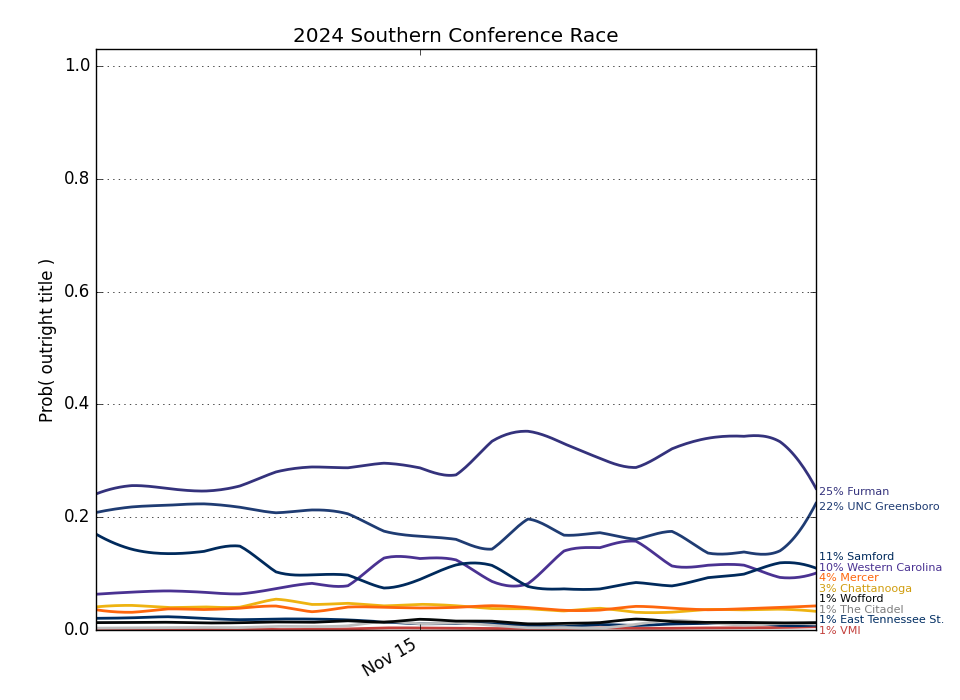 2024 Southern Conference Race
1.0
0.8
0.6
0.4
0.2
0.0
Prob( outright title )
Nov 15
25% Furman
22% UNC Greensboro
11% Samford
10% Western Carolina
4% Mercer
3% Chattanooga
1% Wofford
1% The Citadel
1% East Tennessee St.
1% VMI